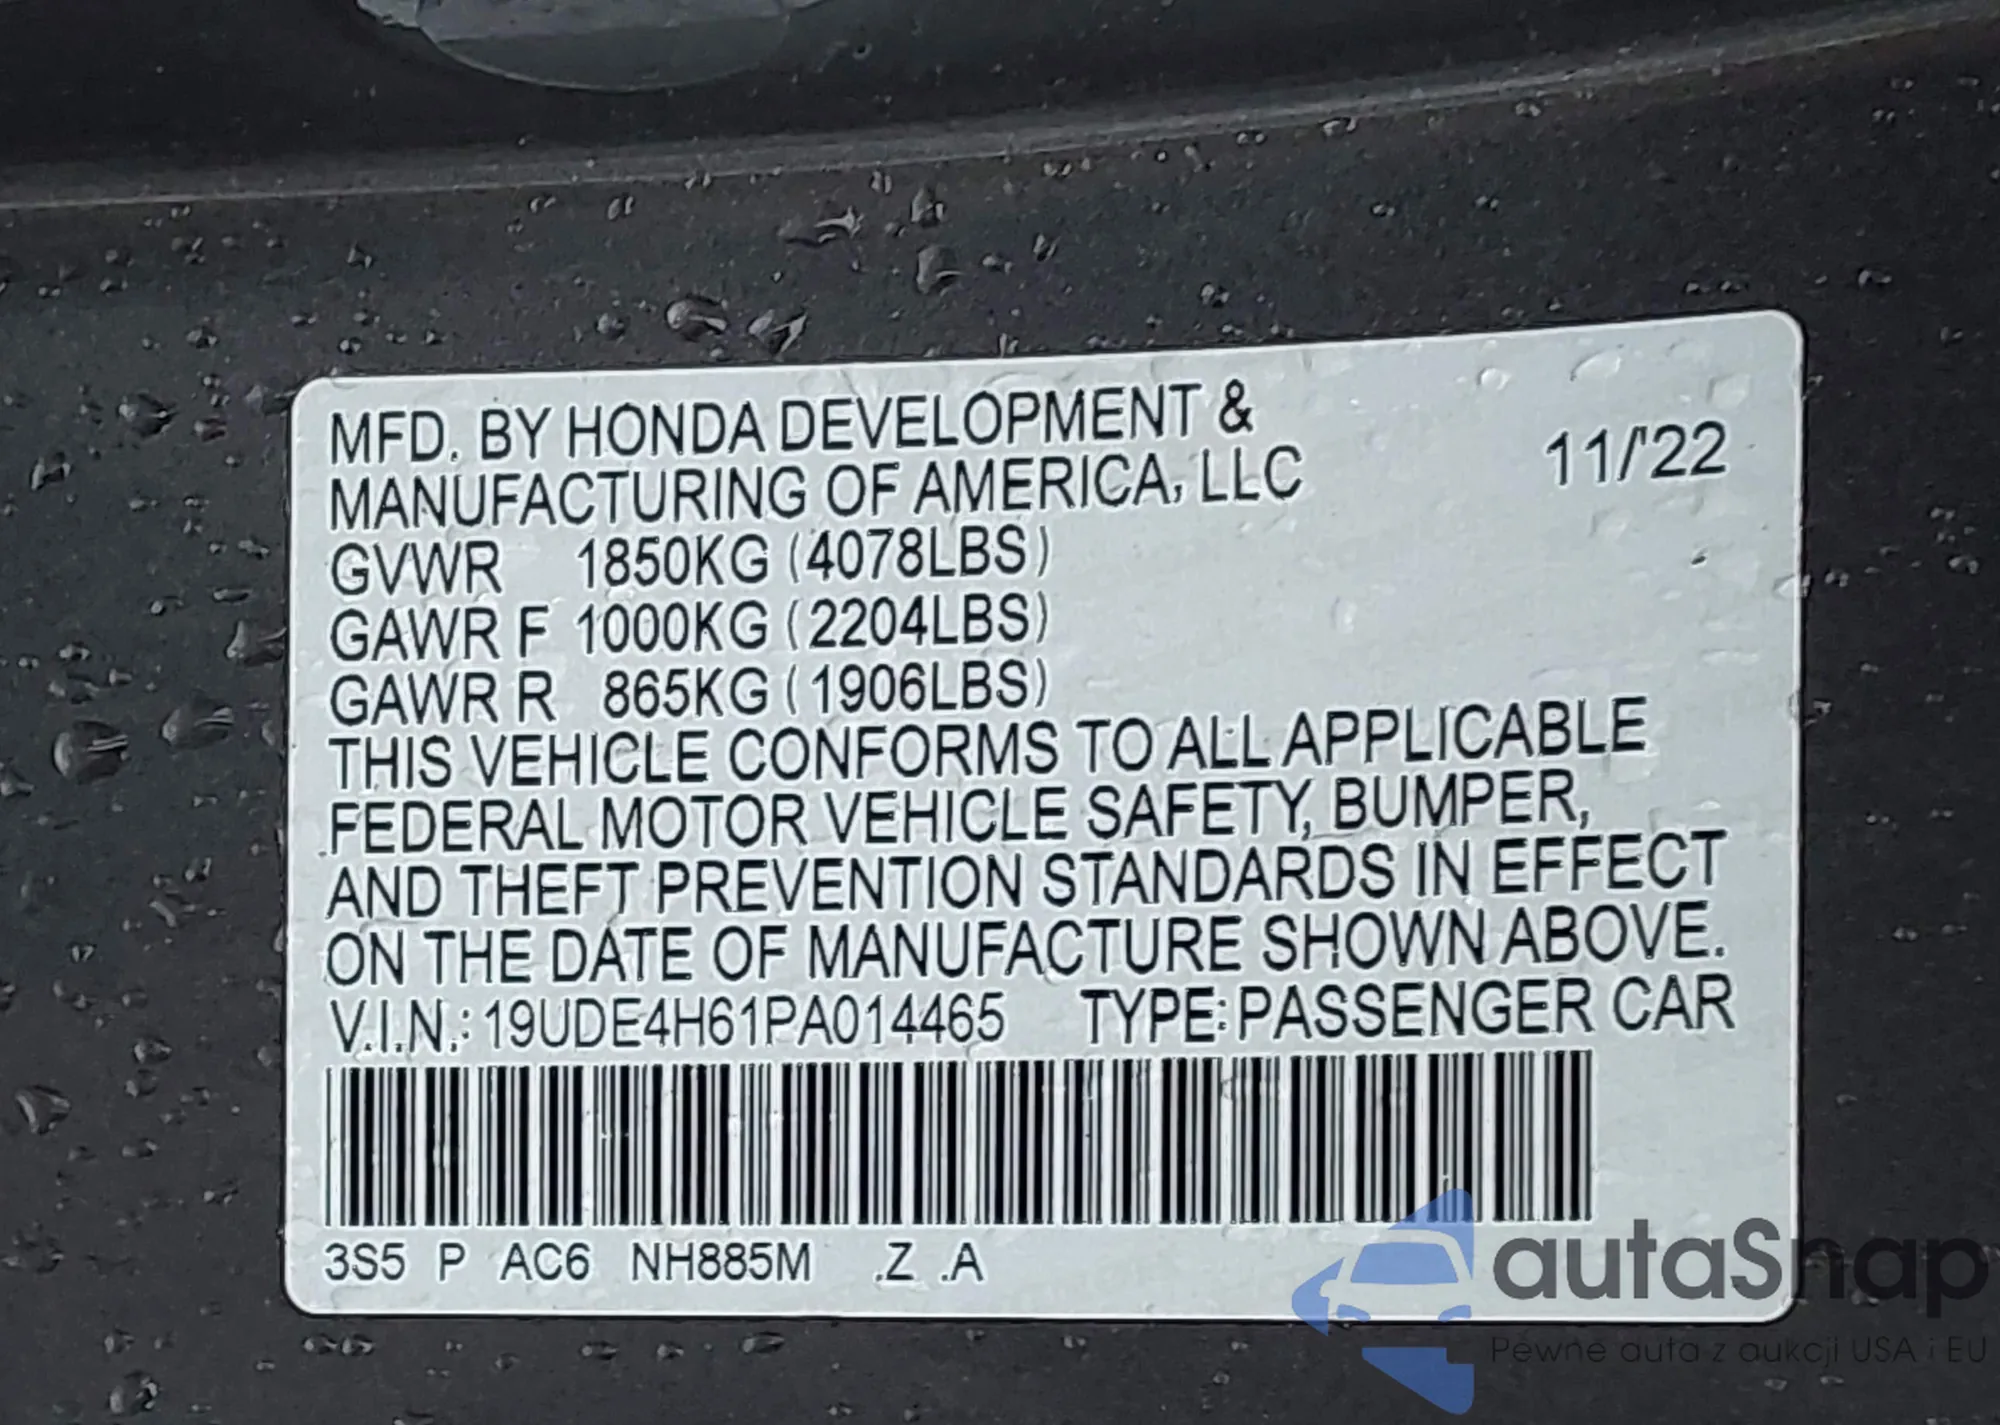 MFD. BY HONDA DEVELOPMENT &
MANUFACTURING OF AMERICA, LLC
11/'22
GVWR 1850KG (4078LBS)
GAWR F 1000KG (2204LBS)
GAWR R 865KG (1906LBS)
THIS VEHICLE CONFORMS TO ALL APPLICABLE
FEDERAL MOTOR VEHICLE SAFETY, BUMPER,
AND THEFT PREVENTION STANDARDS IN EFFECT
ON THE DATE OF MANUFACTURE SHOWN ABOVE.
V.I.N.: 19UDE4H61PA014465 TYPE: PASSENGER CAR
3S5 P AC6 NH885M .Z .A
autaSnap
Pewne auta z aukcji USA i EU